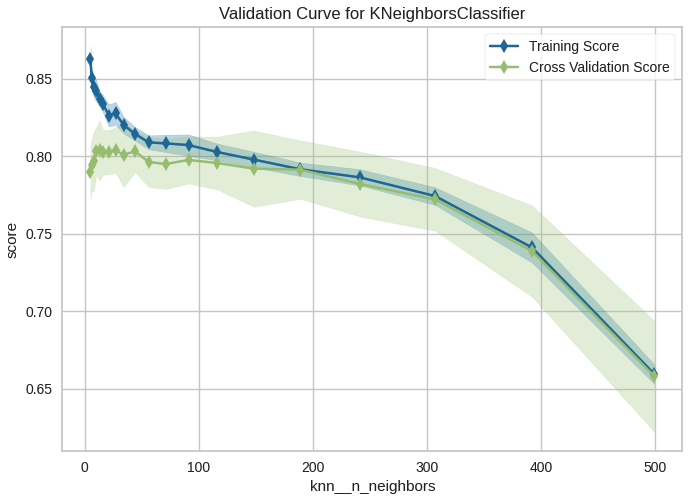 Validation Curve for KNeighborsClassifier
Training Score
Cross Validation Score
0.85
0.80
0.75
0.70
0.65
score
0
100
200
300
400
500
knn__n_neighbors